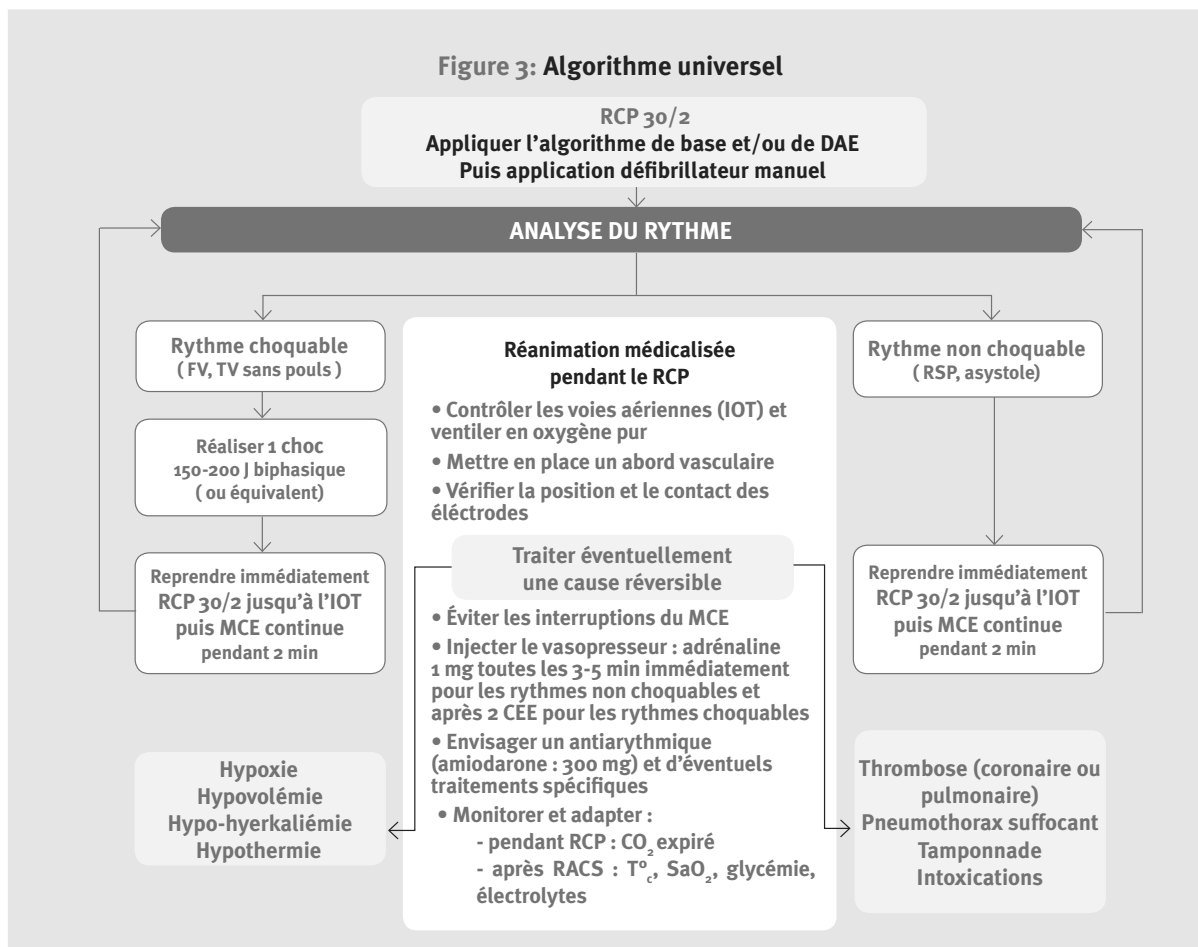 Figure 3: Algorithme universel
RCP 30/2
Appliquer l'algorithme de base et/ou de DAE
Puis application défibrillateur manuel
ANALYSE DU RYTHME
Rythme choquable
( FV, TV sans pouls )
Réaliser 1 choc
150-200 J biphasique
( ou équivalent)
Reprendre immédiatement
RCP 30/2 jusqu'à l'IOT
puis MCE continue
pendant 2 min
Réanimation médicalisée
pendant le RCP
• Contrôler les voies aériennes (IOT) et
ventiler en oxygène pur
• Mettre en place un abord vasculaire
• Vérifier la position et le contact des
éléctrodes
Traiter éventuellement
une cause réversible
• Éviter les interruptions du MCE
• Injecter le vasopresseur : adrénaline
1 mg toutes les 3-5 min immédiatement
pour les rythmes non choquables et
après 2 CEE pour les rythmes choquables
• Envisager un antiarythmique
(amiodarone : 300 mg) et d'éventuels
traitements spécifiques
• Monitorer et adapter :
- pendant RCP : CO₂ expiré
- après RACS : T°c, SaO₂, glycémie,
électrolytes
Rythme non choquable
( RSP, asystole)
Reprendre immédiatement
RCP 30/2 jusqu'à l'IOT
puis MCE continue
pendant 2 min
Hypoxie
Hypovolémie
Hypo-hyerkaliémie
Hypothermie
Thrombose (coronaire ou
pulmonaire)
Pneumothorax suffocant
Tamponnade
Intoxications